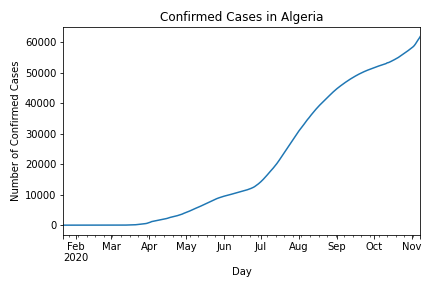 Confirmed Cases in Algeria
Number of Confirmed Cases
60000
50000
40000
30000
20000
10000
0
Feb Mar Apr May Jun Jul Aug Sep Oct Nov
2020
Day